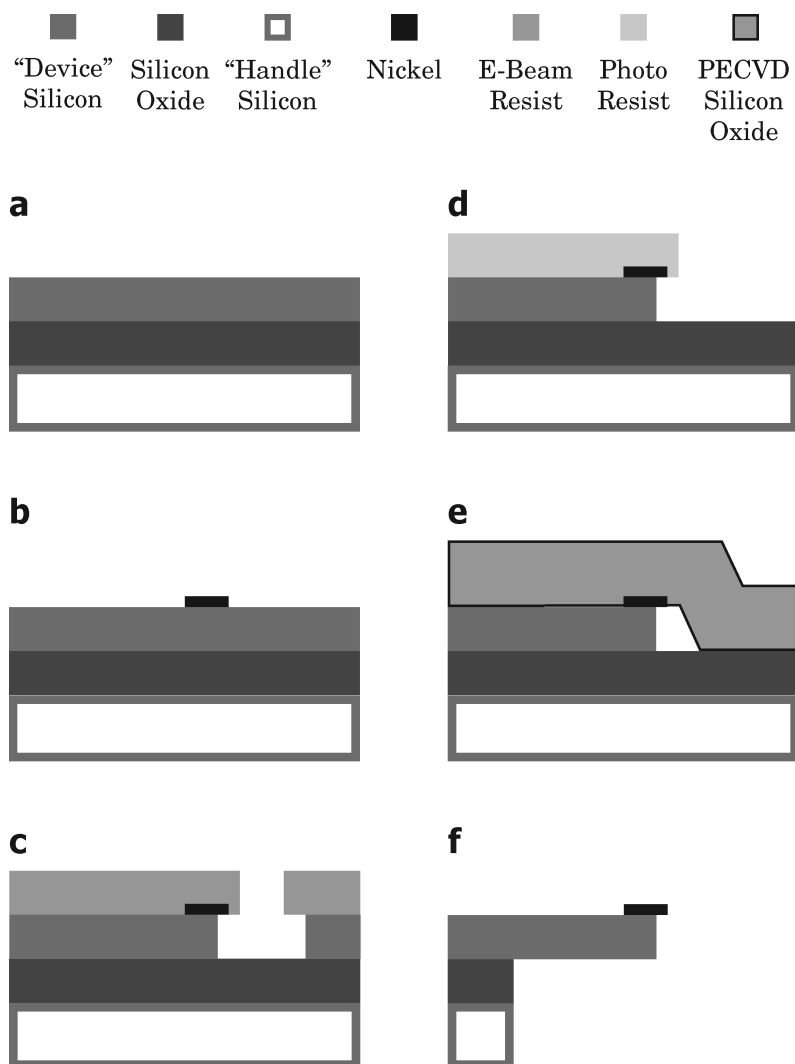 “Device” Silicon Silicon Oxide “Handle” Silicon Nickel E-Beam Resist Photo Resist PECVD Silicon Oxide
a
d
b
e
c
f